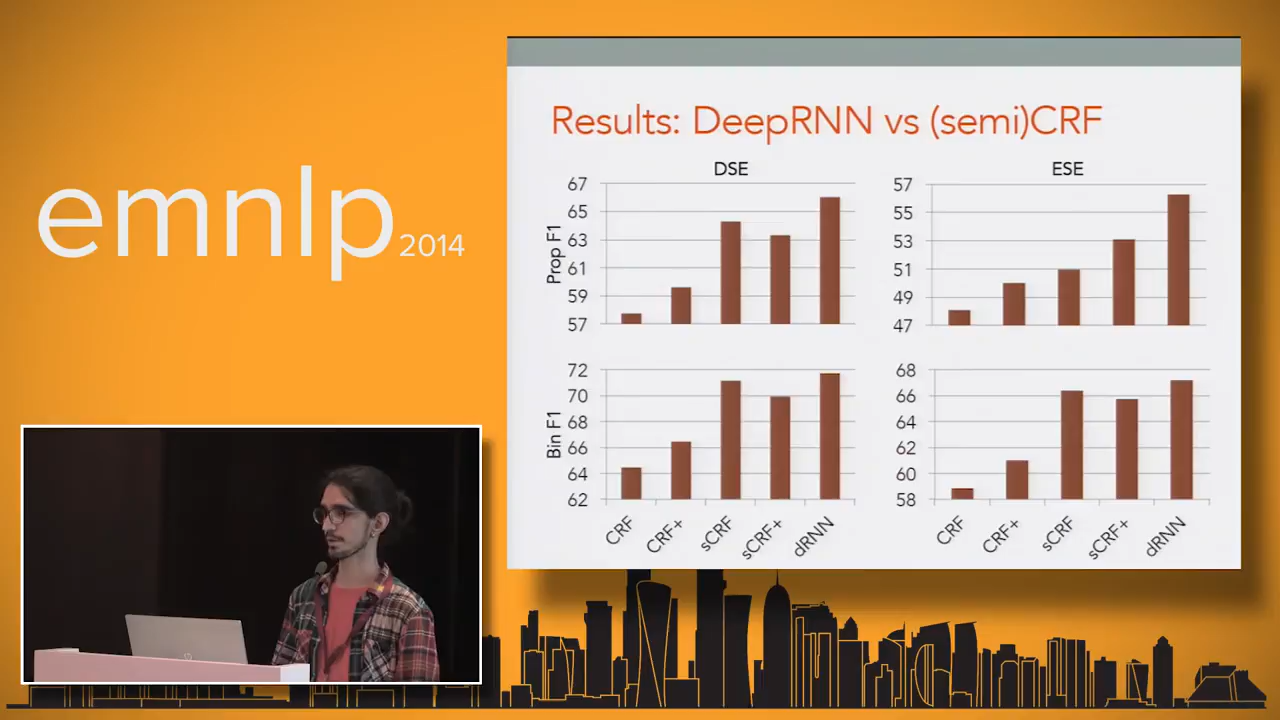 emnlp 2014
Results: DeepRNN vs (semi)CRF
DSE
Prop F1
67
65
63
61
59
57
ESE
57
55
53
51
49
47
Bin F1
72
70
68
66
64
62
CRF
CRF+
sCRF
sCRF+
dRNN
68
66
64
62
60
58
CRF
CRF+
sCRF
sCRF+
dRNN